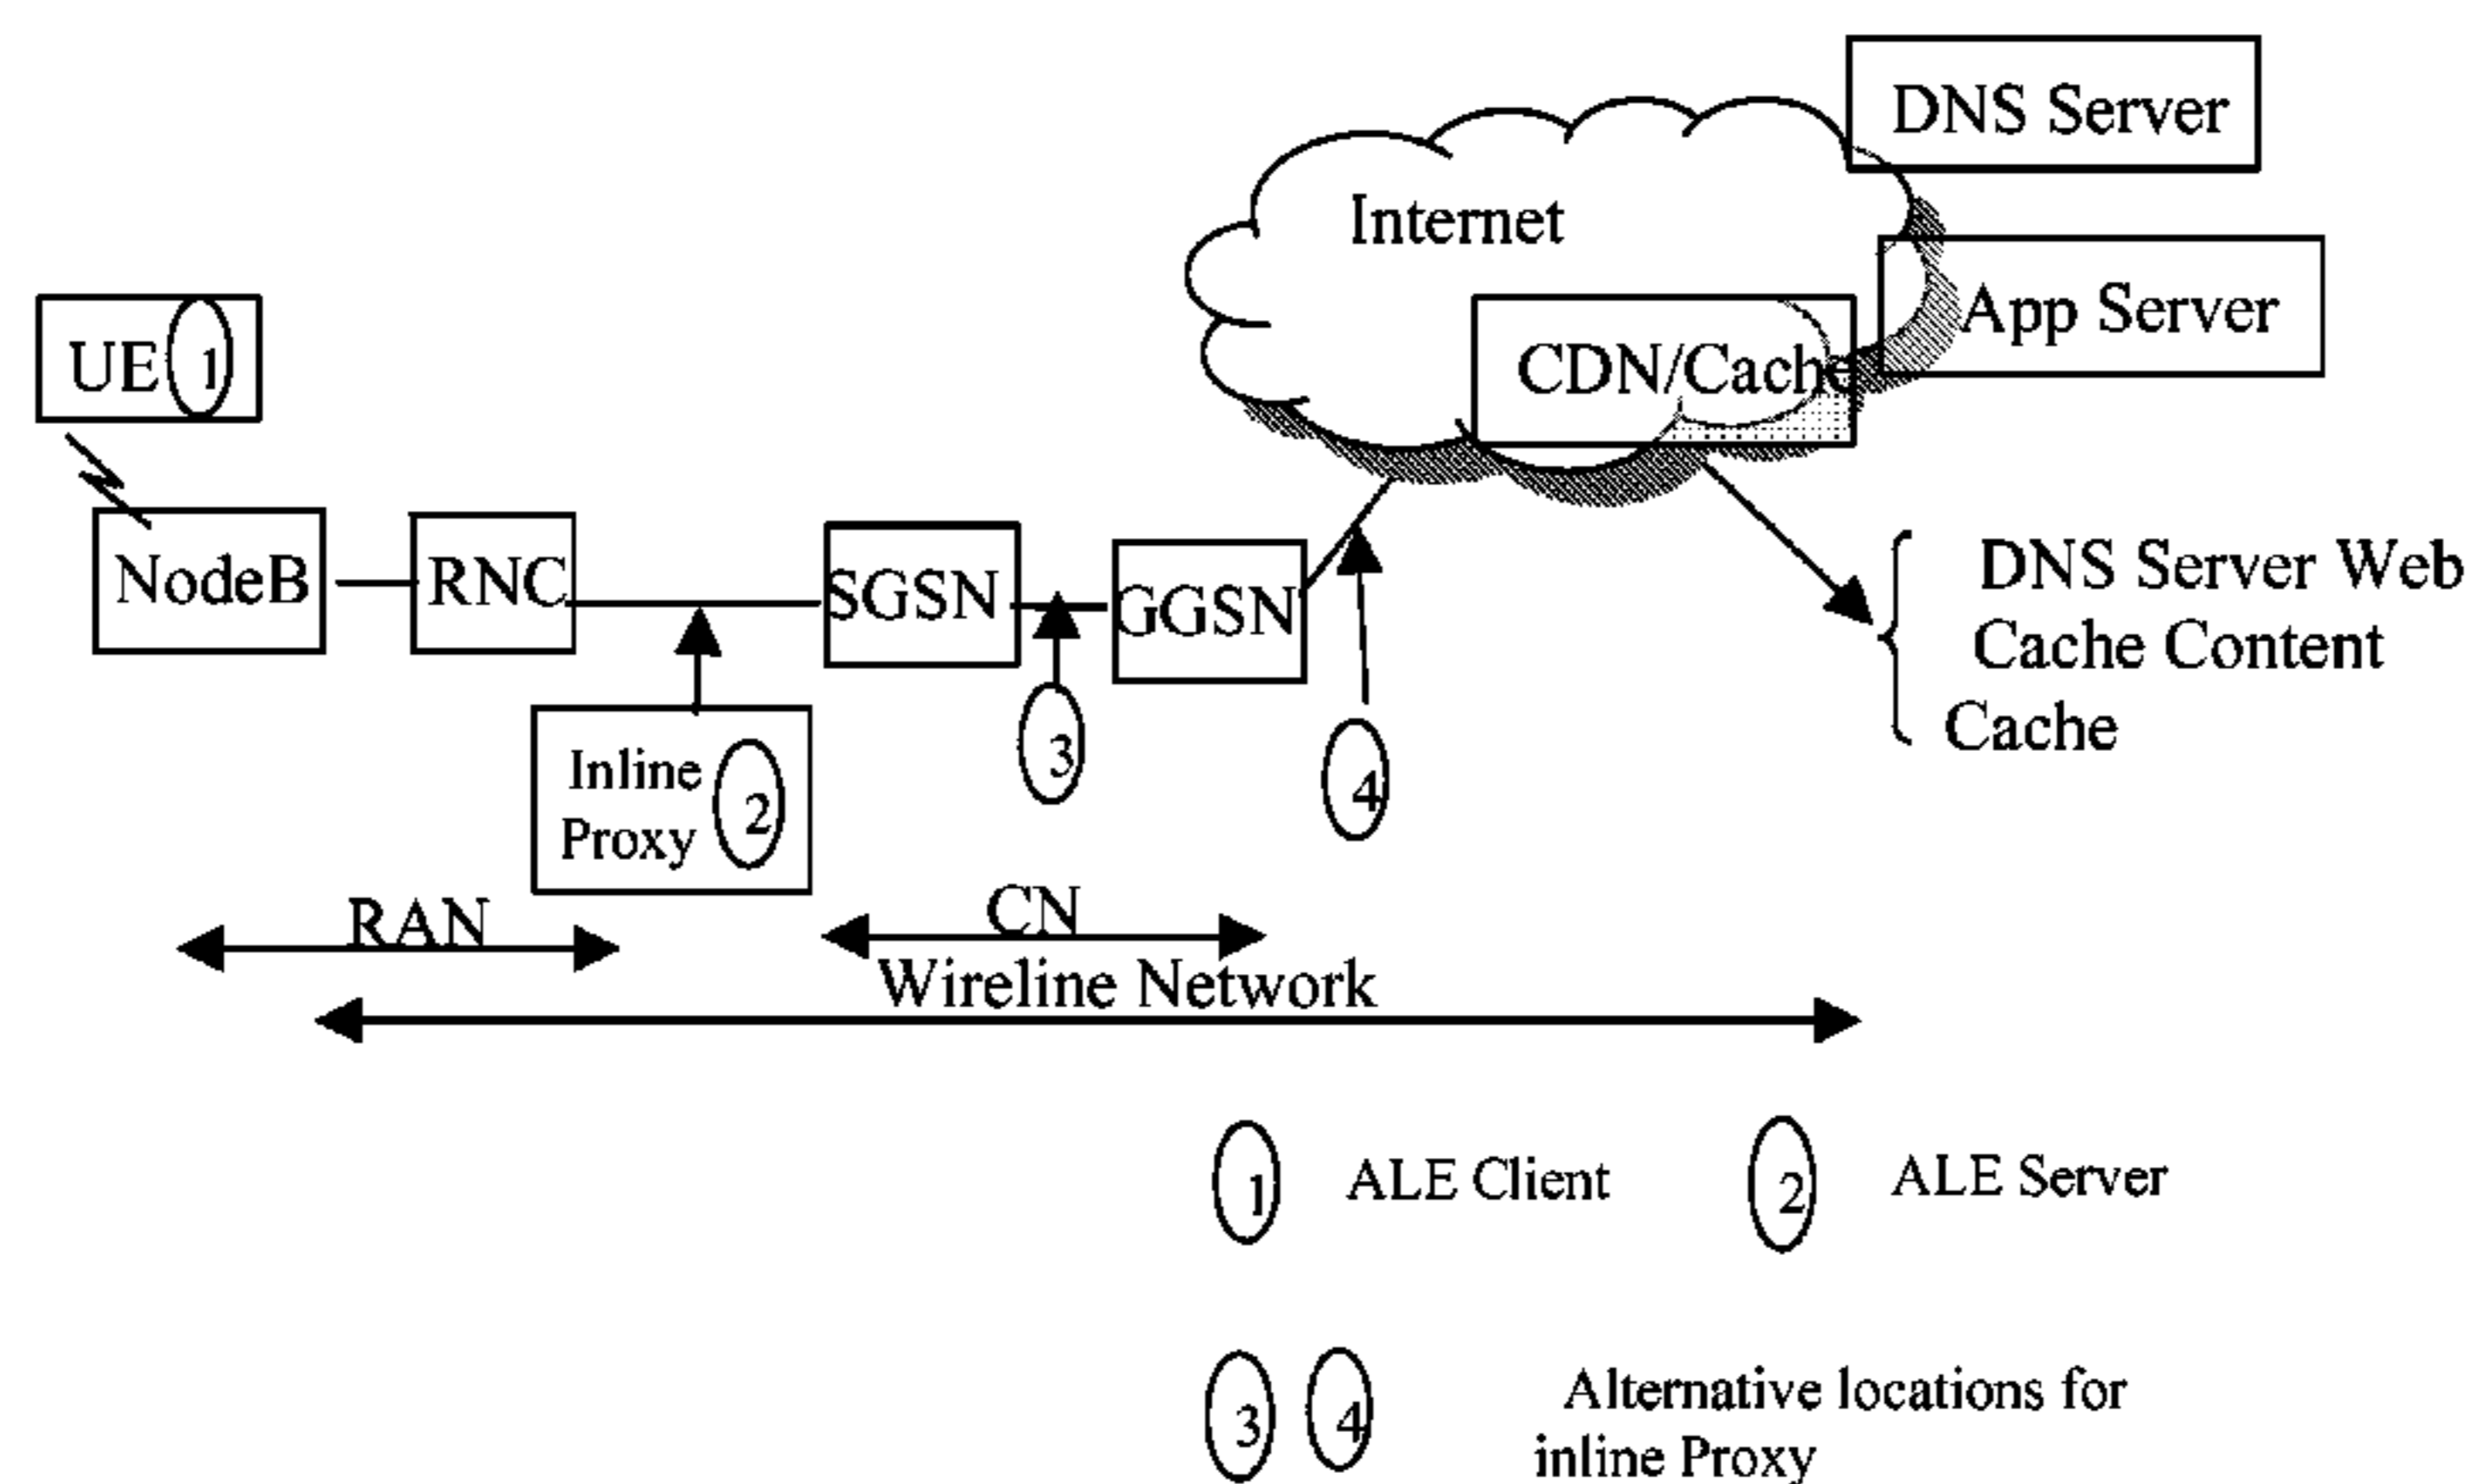 DNS Server
Internet
App Server
CDN/Cache
UE 1
NodeB
RNC
SGSN
GGSN
DNS Server Web
Cache Content
Cache
Inline
Proxy 2
3
4
RAN
CN
Wireline Network
1 ALE Client
2 ALE Server
3 4 Alternative locations for
inline Proxy